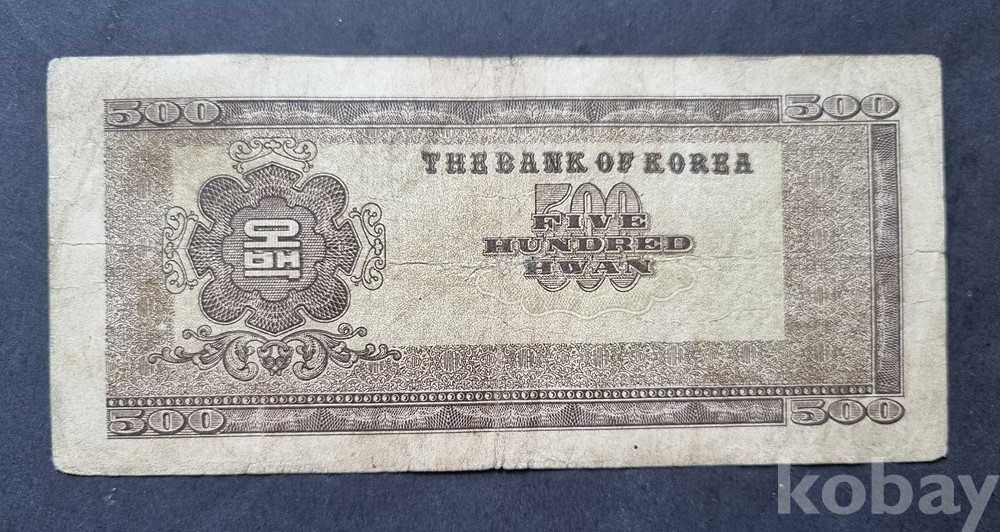 500 500
THE BANK OF KOREA
500
FIVE
HUNDRED
HWAN
오백
500 500
kobay